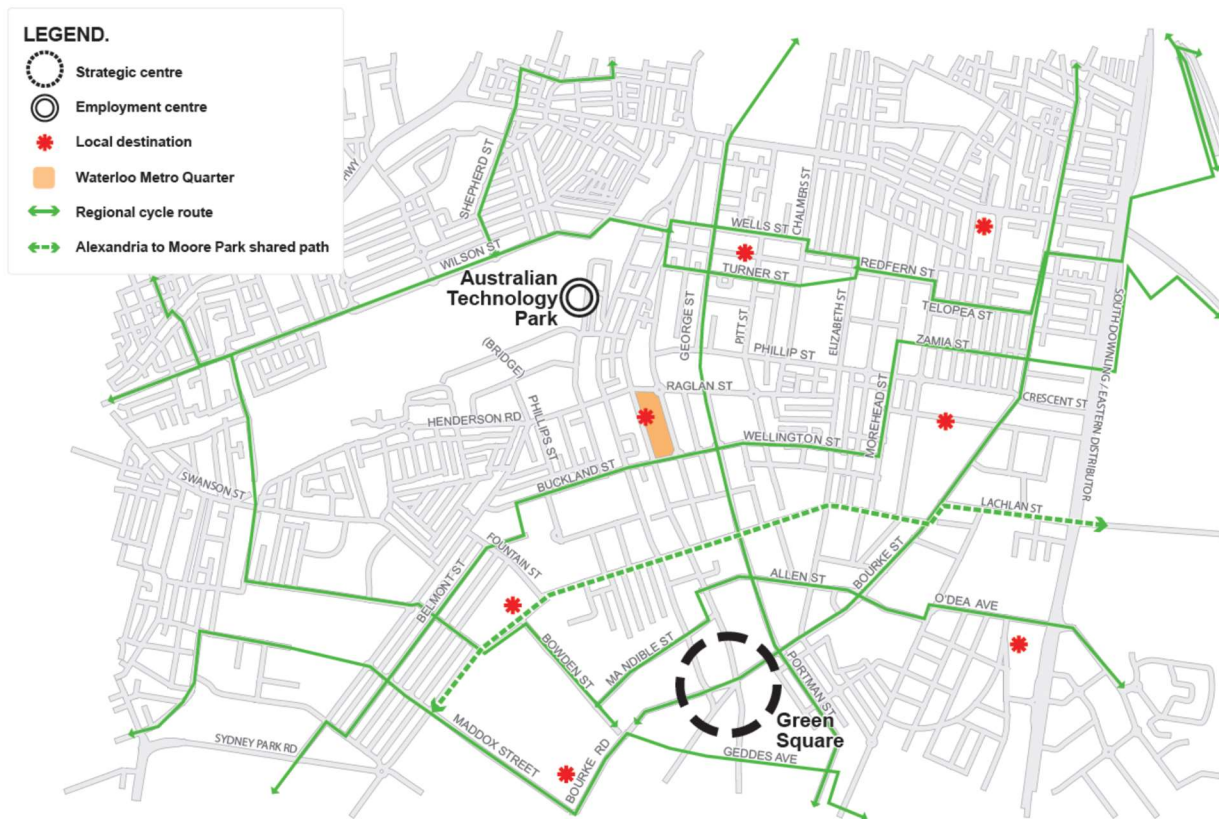 LEGEND.
Strategic centre
Employment centre
Local destination
Waterloo Metro Quarter
Regional cycle route
Alexandria to Moore Park shared path
HWY
SHEPHERD ST
WILSON ST
CHALMERS ST
WELLS ST
TURNER ST
REDFERN ST
TELOPEA ST
Australian
Technology
Park
GEORGE ST
PITT ST
ELIZABETH ST
ZAMIA ST
PHILLIP ST
(BRIDGE)
RAGLAN ST
MOREHEAD ST
CRESCENT ST
SOUTH DOWLING / EASTERN DISTRIBUTOR
HENDERSON RD
PHILLIPS ST
WELLINGTON ST
BUCKLAND ST
SWANSON ST
LACHLAN ST
FOUNTAIN ST
BELMONT ST
ALLEN ST
BOURKE ST
O'DEA AVE
BOWDEN ST
MA NDIBLE ST
PORTMAN ST
Green
Square
MADDOX STREET
BOURKE RD
GEDDES AVE
SYDNEY PARK RD